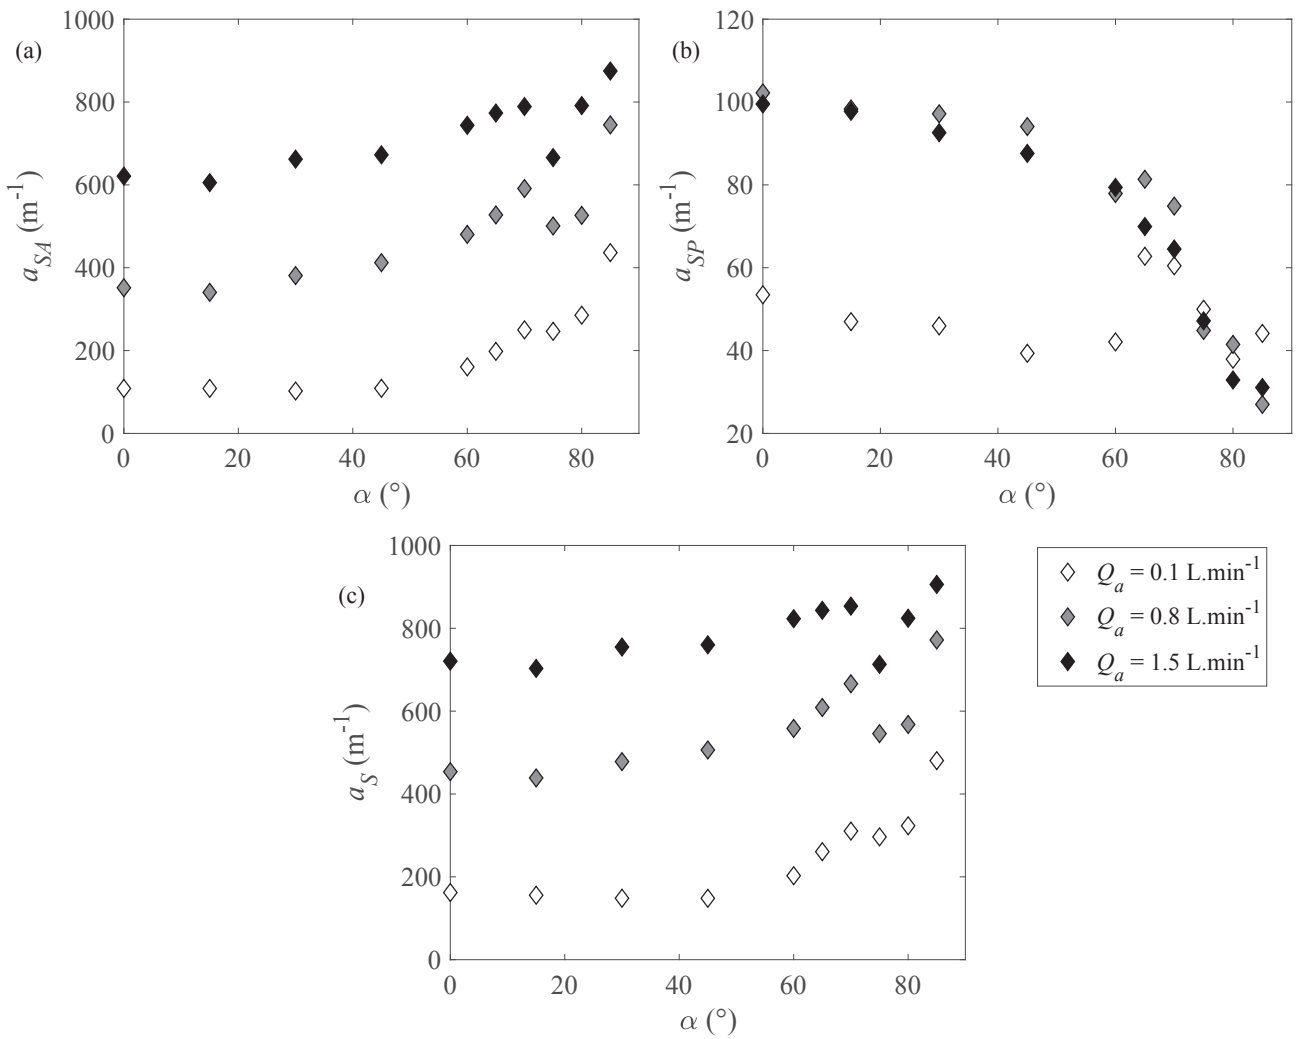 (a)
1000
800
600
400
200
0
a_SA (m⁻¹)
0 20 40 60 80
α (°)
(b)
120
100
80
60
40
20
a_SP (m⁻¹)
0 20 40 60 80
α (°)
(c)
1000
800
600
400
200
0
a_S (m⁻¹)
0 20 40 60 80
α (°)
Q_a = 0.1 L.min⁻¹
Q_a = 0.8 L.min⁻¹
Q_a = 1.5 L.min⁻¹